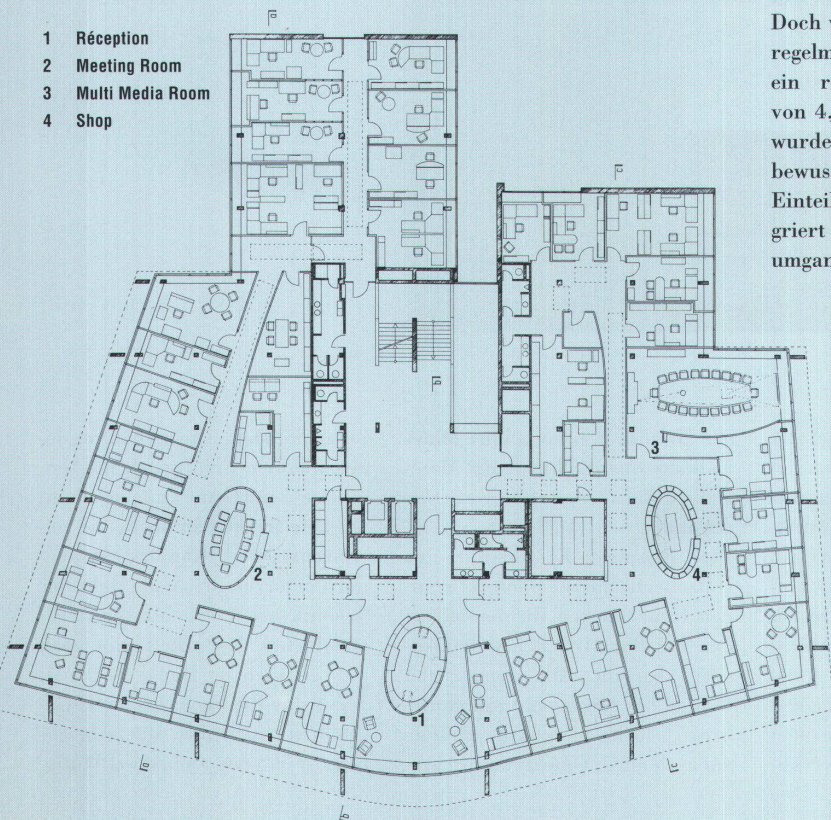 1 Réception
2 Meeting Room
3 Multi Media Room
4 Shop
Doch
regelm
ein r
von 4,
wurde
bewus
Einteil
griert
umgan
3
2
4
1